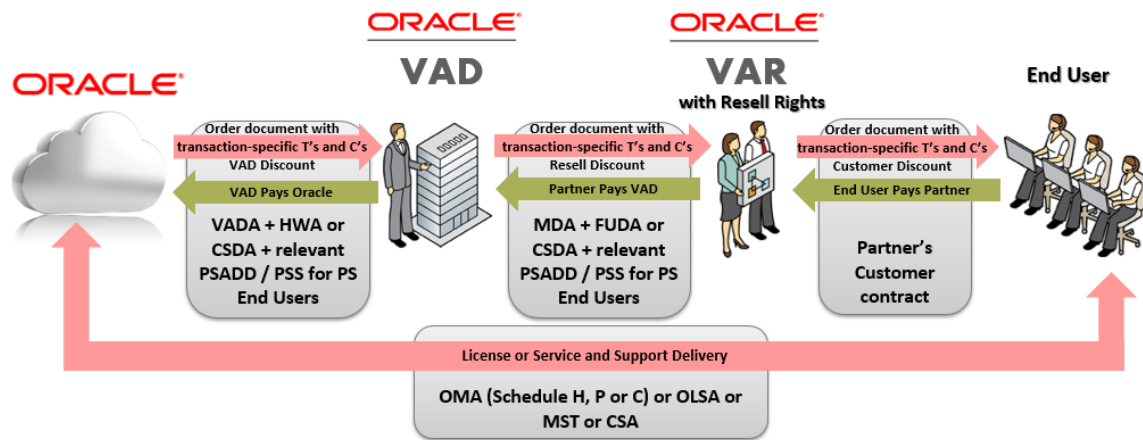 ORACLE®
VAD
ORACLE®
VAR
with Resell Rights
ORACLE®
End User
Order document with
transaction-specific T's and C's
VAD Discount
VAD Pays Oracle
VADA + HWA or
CSDA + relevant
PSADD / PSS for PS
End Users
Order document with
transaction-specific T's and C's
Resell Discount
Partner Pays VAD
MDA + FUDA or
CSDA + relevant
PSADD / PSS for PS
End Users
Order document with
transaction-specific T's and C's
Customer Discount
End User Pays Partner
Partner's
Customer
contract
License or Service and Support Delivery
OMA (Schedule H, P or C) or OLSA or
MST or CSA